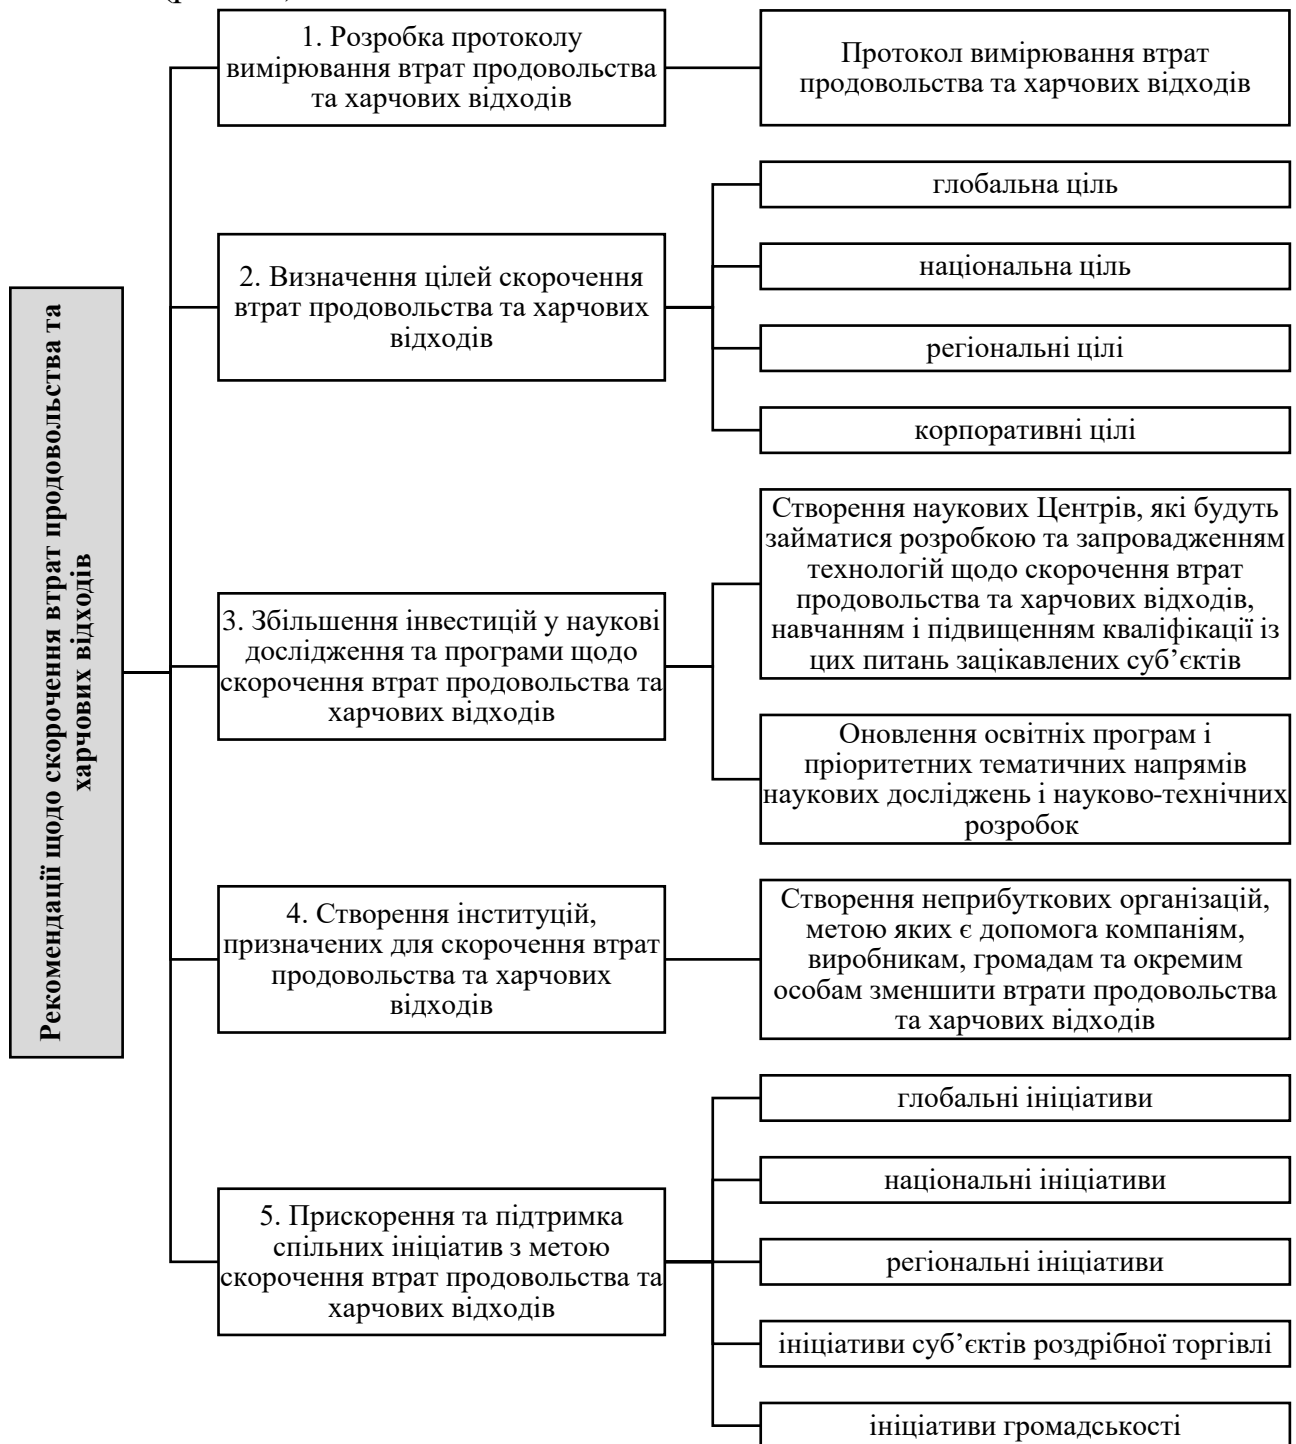 Рекомендації щодо скорочення втрат продовольства та
харчових відходів
1. Розробка протоколу
вимірювання втрат продовольства
та харчових відходів
Протокол вимірювання втрат
продовольства та харчових відходів
2. Визначення цілей скорочення
втрат продовольства та харчових
відходів
глобальна ціль
національна ціль
регіональні цілі
корпоративні цілі
3. Збільшення інвестицій у наукові
дослідження та програми щодо
скорочення втрат продовольства та
харчових відходів
Створення наукових Центрів, які будуть
займатися розробкою та запровадженням
технологій щодо скорочення втрат
продовольства та харчових відходів,
навчанням і підвищенням кваліфікації із
цих питань зацікавлених суб’єктів
Оновлення освітніх програм і
пріоритетних тематичних напрямів
наукових досліджень і науково-технічних
розробок
4. Створення інституцій,
призначених для скорочення втрат
продовольства та харчових
відходів
Створення неприбуткових організацій,
метою яких є допомога компаніям,
виробникам, громадам та окремим
особам зменшити втрати продовольства
та харчових відходів
5. Прискорення та підтримка
спільних ініціатив з метою
скорочення втрат продовольства та
харчових відходів
глобальні ініціативи
національні ініціативи
регіональні ініціативи
ініціативи суб’єктів роздрібної торгівлі
ініціативи громадськості